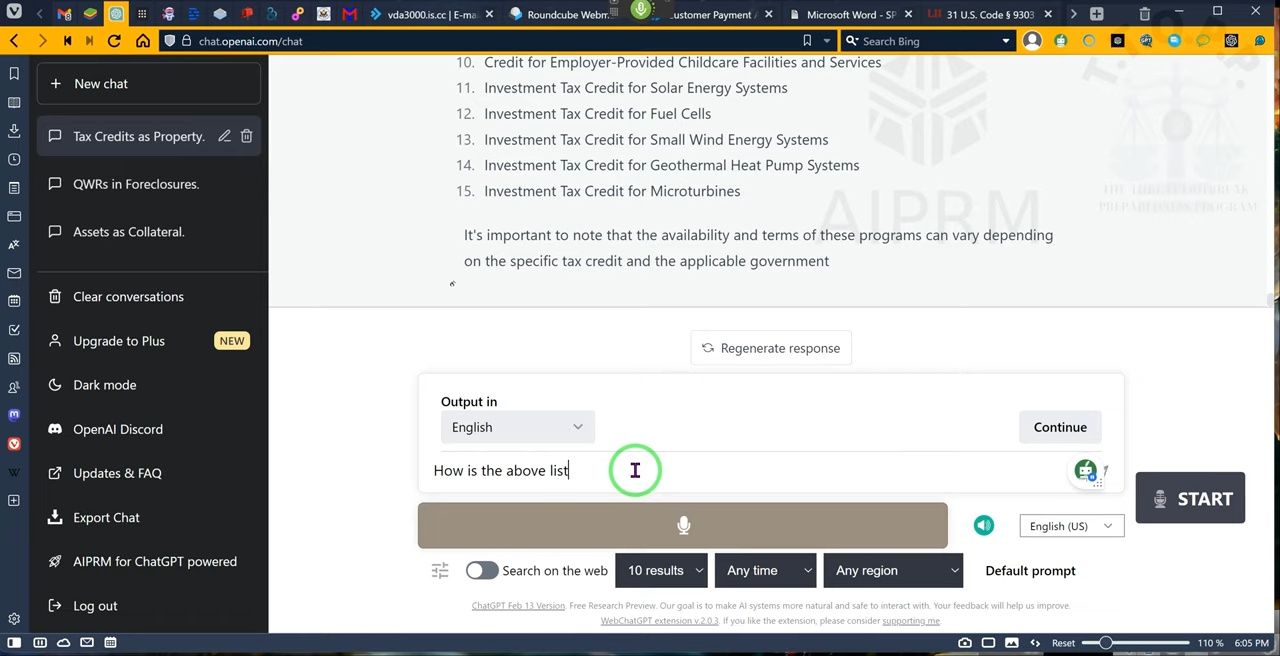 vda3000.is.cc | E-mai
Roundcube Webm
Customer Payment A
Microsoft Word - SP
31 U.S. Code § 9303
chat.openai.com/chat
Search Bing
New chat
Tax Credits as Property.
QWRs in Foreclosures.
Assets as Collateral.
Clear conversations
Upgrade to Plus NEW
Dark mode
OpenAI Discord
Updates & FAQ
Export Chat
AIPRM for ChatGPT powered
Log out
10. Credit for Employer-Provided Childcare Facilities and Services
11. Investment Tax Credit for Solar Energy Systems
12. Investment Tax Credit for Fuel Cells
13. Investment Tax Credit for Small Wind Energy Systems
14. Investment Tax Credit for Geothermal Heat Pump Systems
15. Investment Tax Credit for Microturbines
It's important to note that the availability and terms of these programs can vary depending
on the specific tax credit and the applicable government
AIPRM
PREPARATION PROGRAM
Regenerate response
Output in
English
Continue
How is the above list
START
English (US)
Search on the web
10 results
Any time
Any region
Default prompt
ChatGPT Feb 13 Version. Free Research Preview. Our goal is to make AI systems more natural and safe to interact with. Your feedback will help us improve.
WebChatGPT extension v.2.0.3. If you like the extension, please consider supporting me.
Reset
110 %
6:05 PM